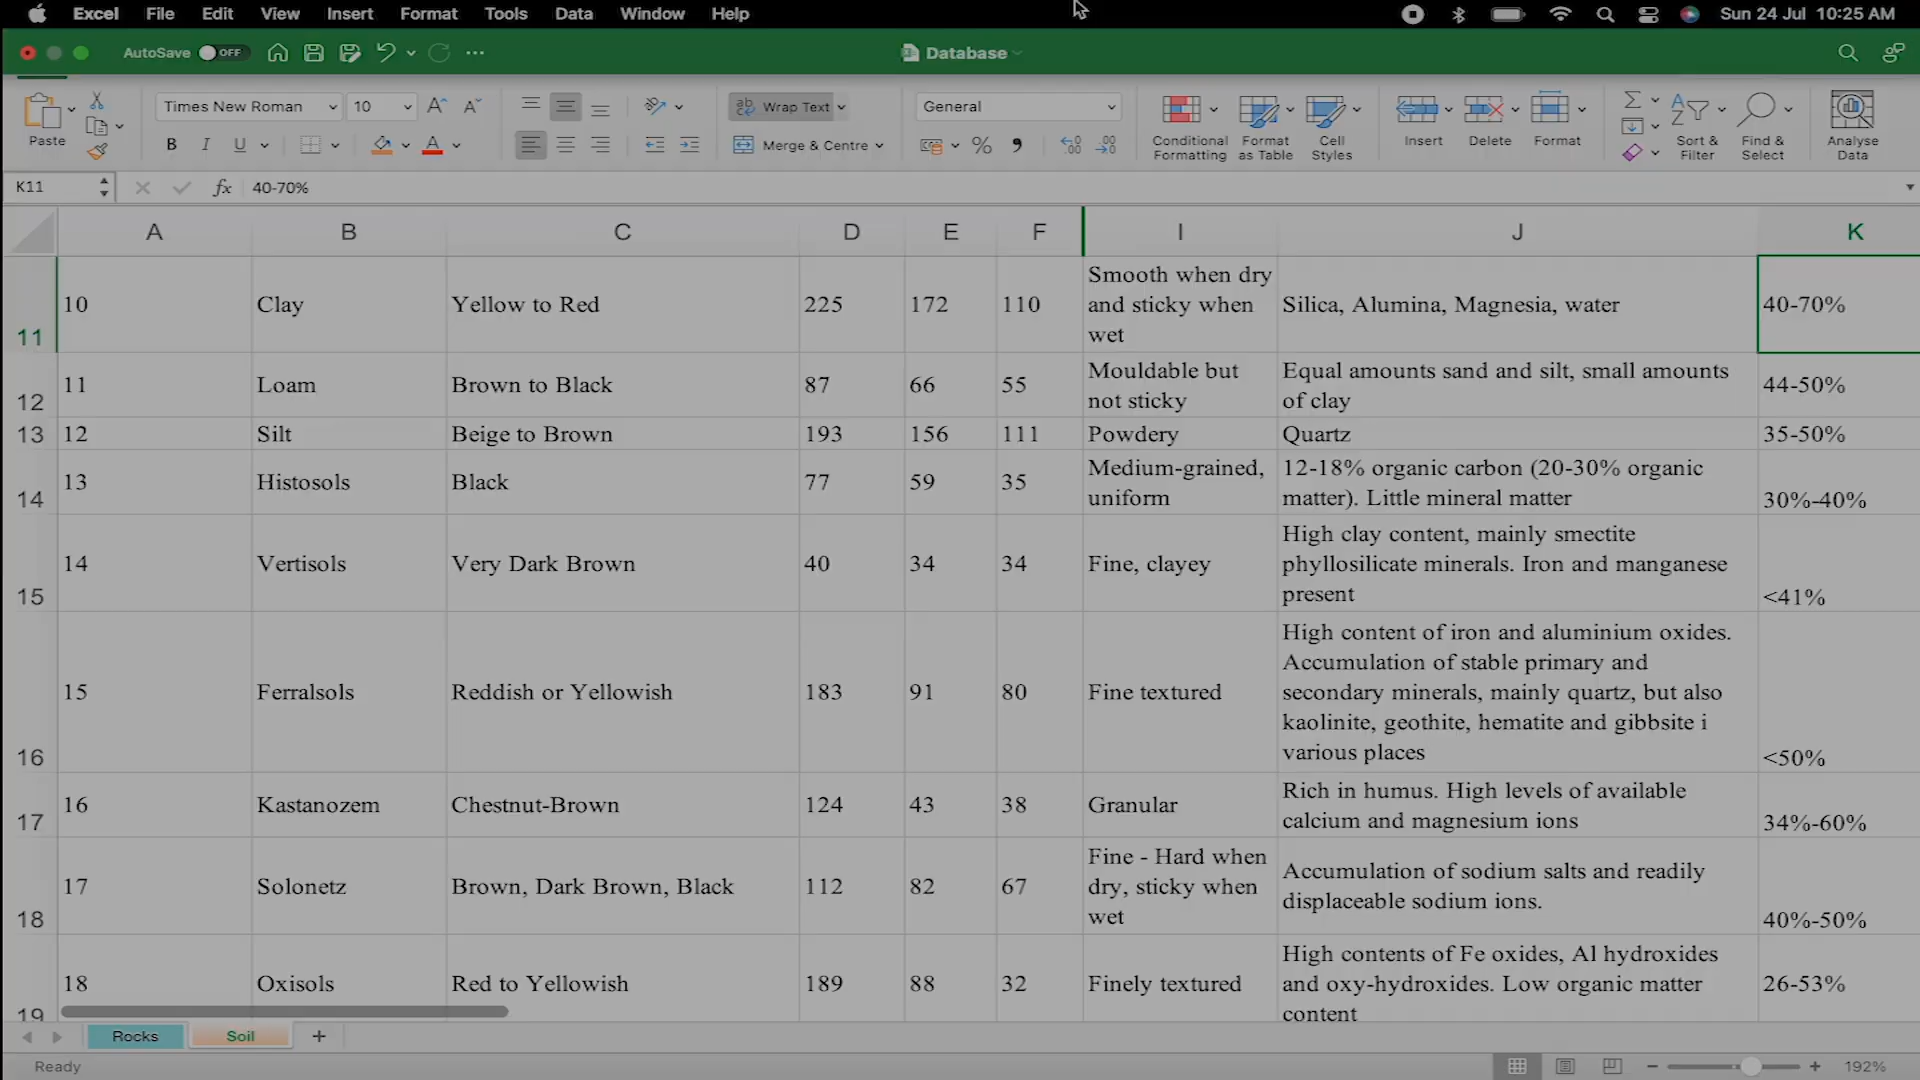 Excel File Edit View Insert Format Tools Data Window Help Sun 24 Jul 10:25 AM
AutoSave OFF Database
Paste Times New Roman 10 Wrap Text General Conditional Formatting Format as Table Cell Styles Insert Delete Format Sort & Filter Find & Select Analyse Data
B I U A Merge & Centre %
K11 fx 40-70%
A B C D E F I J K
11 10 Clay Yellow to Red 225 172 110 Smooth when dry and sticky when wet Silica, Alumina, Magnesia, water 40-70%
12 11 Loam Brown to Black 87 66 55 Mouldable but not sticky Equal amounts sand and silt, small amounts of clay 44-50%
13 12 Silt Beige to Brown 193 156 111 Powdery Quartz 35-50%
14 13 Histosols Black 77 59 35 Medium-grained, uniform 12-18% organic carbon (20-30% organic matter). Little mineral matter 30%-40%
15 14 Vertisols Very Dark Brown 40 34 34 Fine, clayey High clay content, mainly smectite phyllosilicate minerals. Iron and manganese present <41%
16 15 Ferralsols Reddish or Yellowish 183 91 80 Fine textured High content of iron and aluminium oxides. Accumulation of stable primary and secondary minerals, mainly quartz, but also kaolinite, geothite, hematite and gibbsite i various places <50%
17 16 Kastanozem Chestnut-Brown 124 43 38 Granular Rich in humus. High levels of available calcium and magnesium ions 34%-60%
18 17 Solonetz Brown, Dark Brown, Black 112 82 67 Fine - Hard when dry, sticky when wet Accumulation of sodium salts and readily displaceable sodium ions. 40%-50%
19 18 Oxisols Red to Yellowish 189 88 32 Finely textured High contents of Fe oxides, Al hydroxides and oxy-hydroxides. Low organic matter content 26-53%
Rocks Soil +
Ready 192%